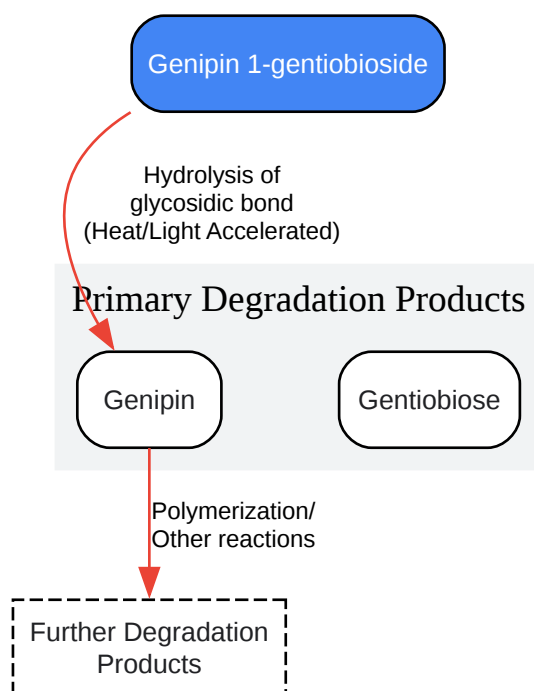 Genipin 1-gentiobioside
Hydrolysis of
glycosidic bond
(Heat/Light Accelerated)
Primary Degradation Products
Genipin
Gentiobiose
Polymerization/
Other reactions
Further Degradation
Products